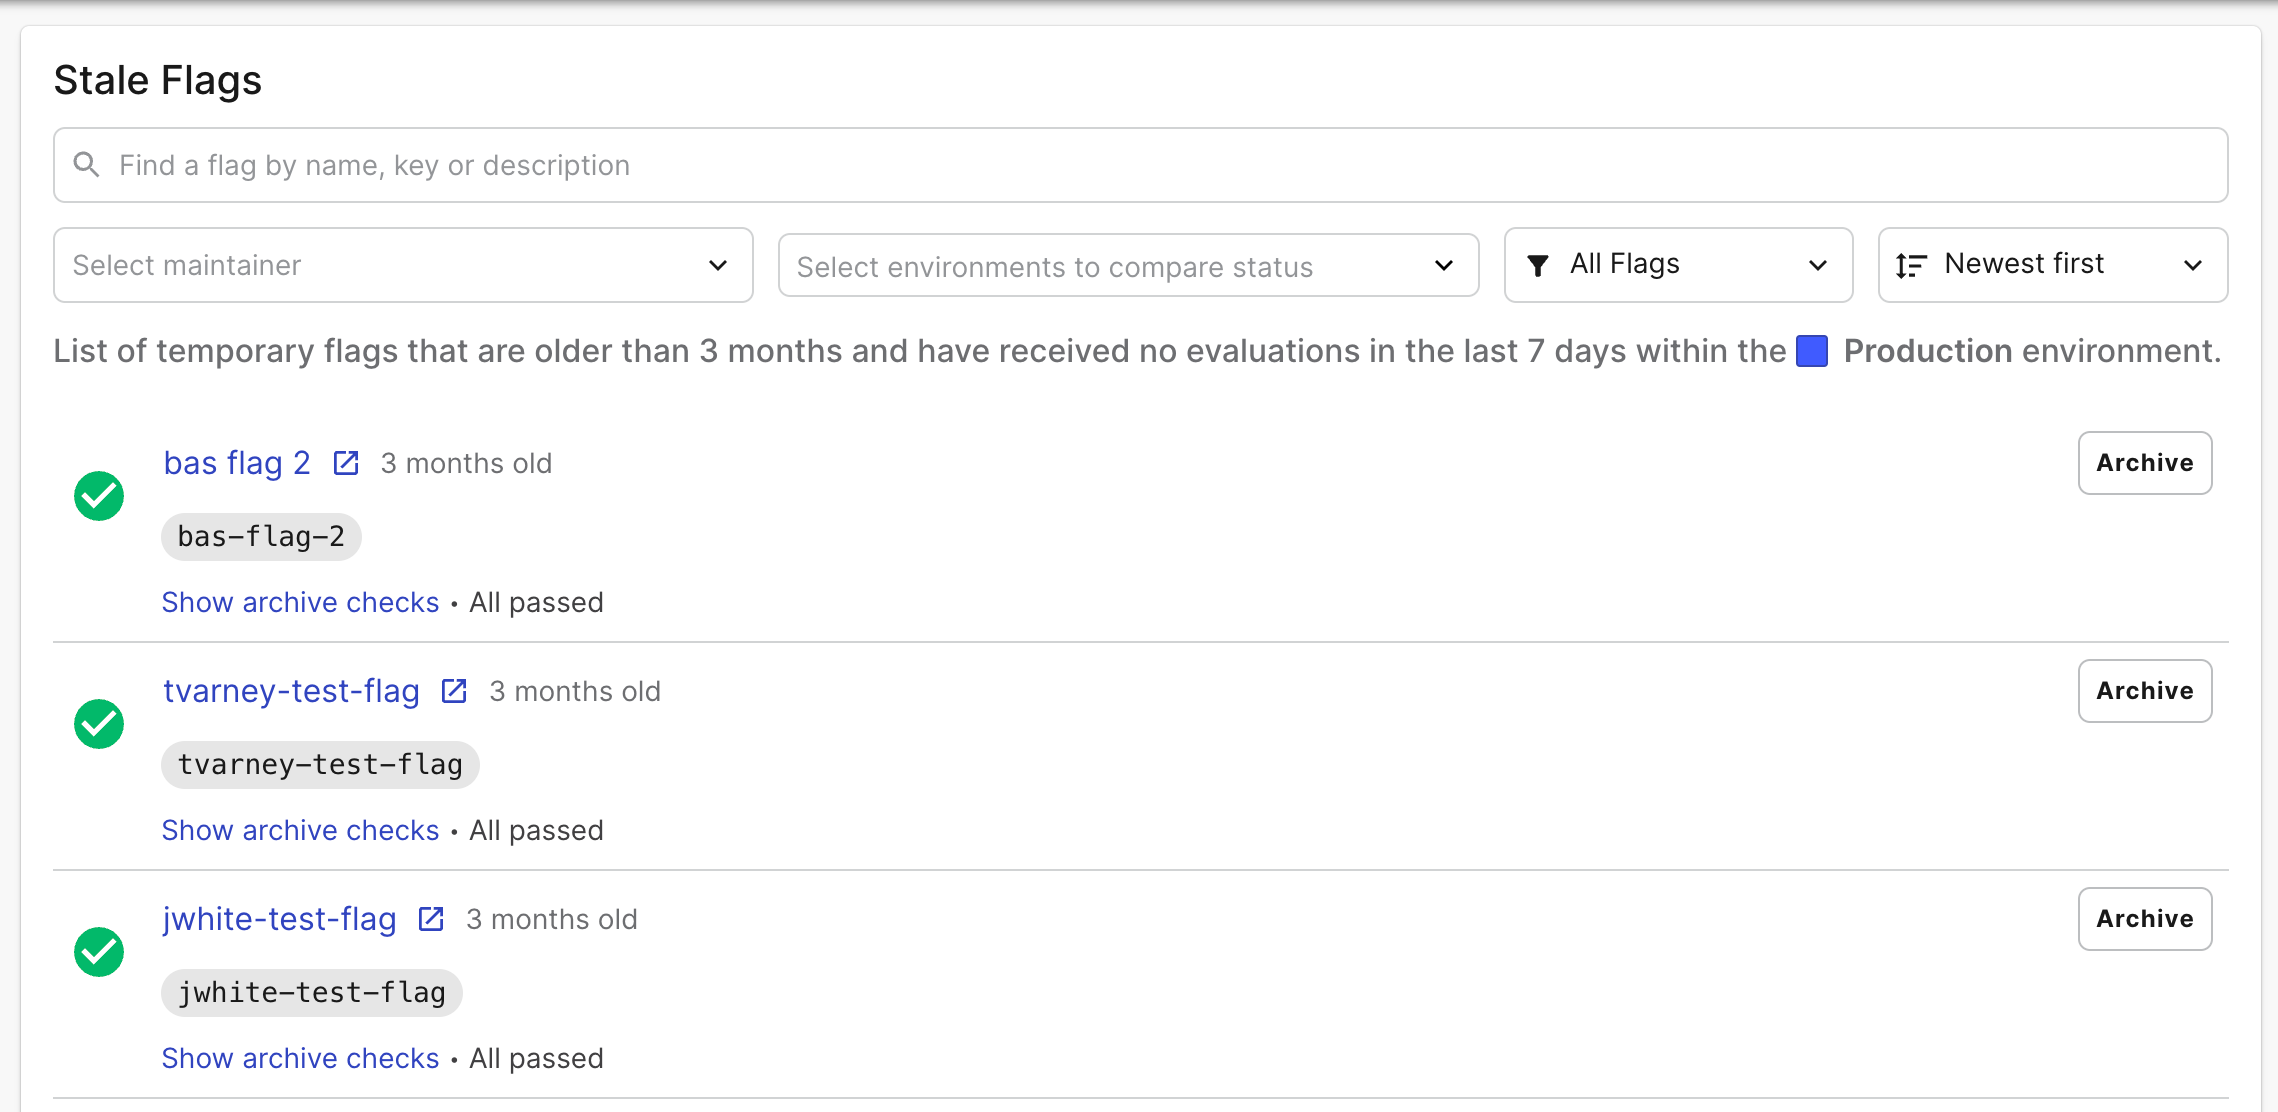 Stale Flags
Find a flag by name, key or description
Select maintainer
Select environments to compare status
All Flags
Newest first
List of temporary flags that are older than 3 months and have received no evaluations in the last 7 days within the Production environment.
bas flag 2 3 months old
Archive
bas-flag-2
Show archive checks • All passed
tvarney-test-flag 3 months old
Archive
tvarney-test-flag
Show archive checks • All passed
jwhite-test-flag 3 months old
Archive
jwhite-test-flag
Show archive checks • All passed